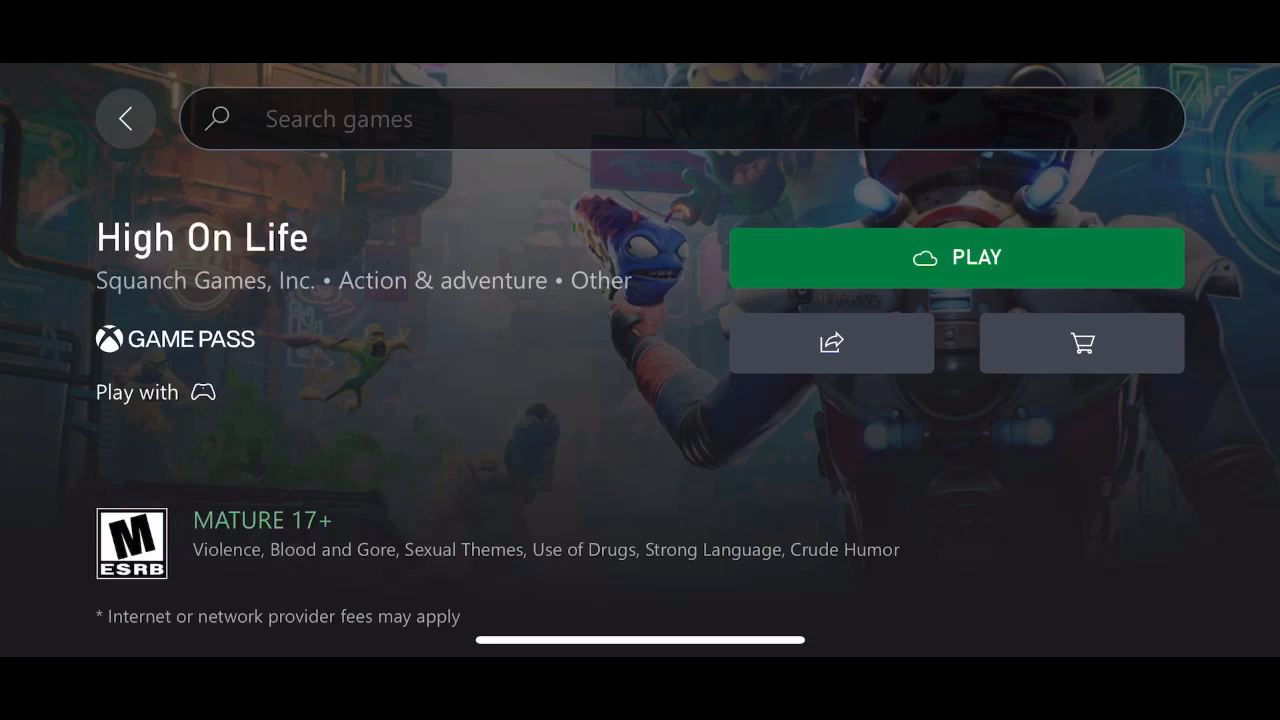 Search games
High On Life
Squanch Games, Inc. • Action & adventure • Other
PLAY
GAME PASS
Play with
M
ESRB
MATURE 17+
Violence, Blood and Gore, Sexual Themes, Use of Drugs, Strong Language, Crude Humor
* Internet or network provider fees may apply